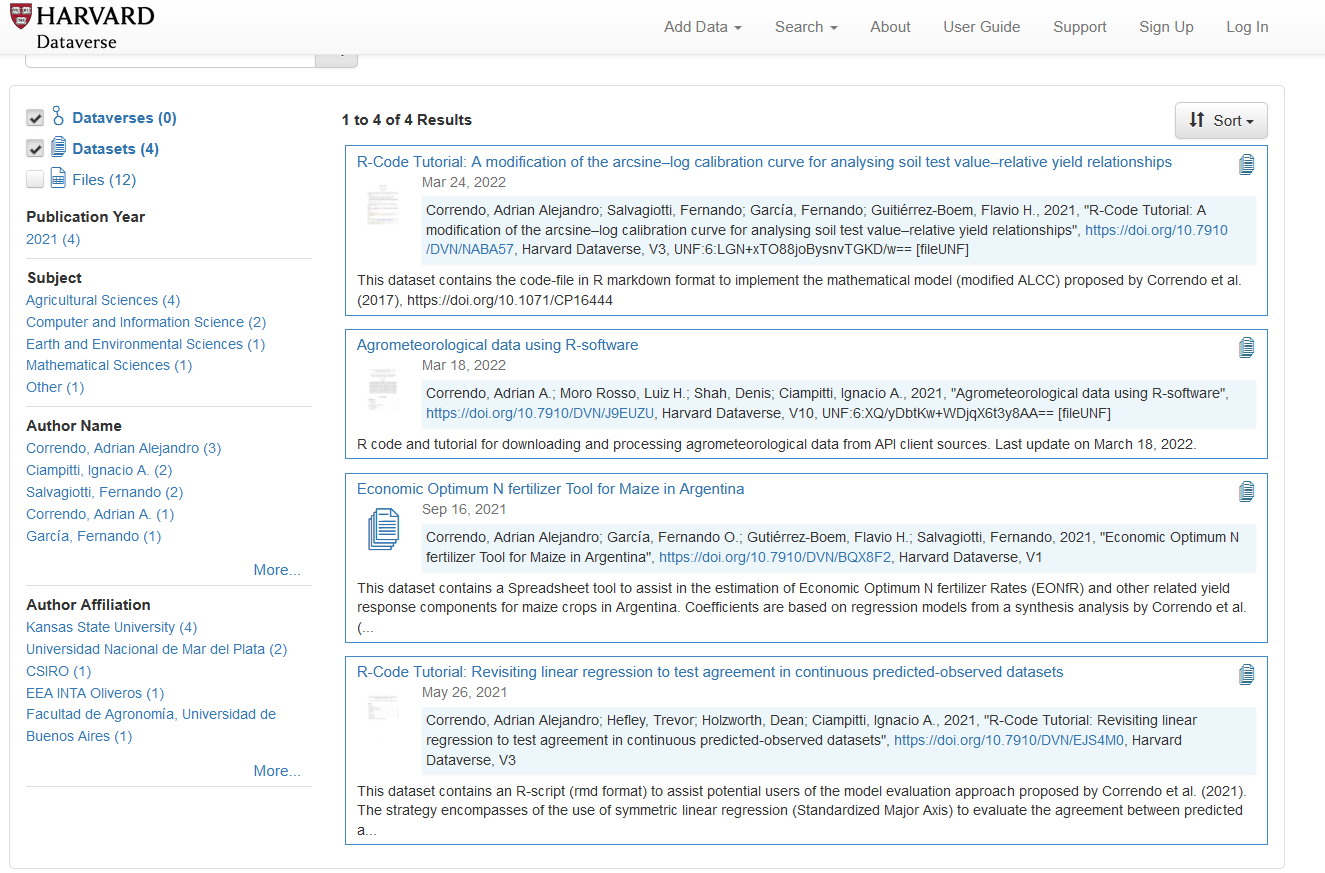 HARVARD
Dataverse
Add Data
Search
About
User Guide
Support
Sign Up
Log In
Dataverses (0)
Datasets (4)
Files (12)
Publication Year
2021 (4)
Subject
Agricultural Sciences (4)
Computer and Information Science (2)
Earth and Environmental Sciences (1)
Mathematical Sciences (1)
Other (1)
Author Name
Correndo, Adrian Alejandro (3)
Ciampitti, Ignacio A. (2)
Salvagiotti, Fernando (2)
Correndo, Adrian A. (1)
García, Fernando (1)
More...
Author Affiliation
Kansas State University (4)
Universidad Nacional de Mar del Plata (2)
CSIRO (1)
EEA INTA Oliveros (1)
Facultad de Agronomía, Universidad de
Buenos Aires (1)
More...
1 to 4 of 4 Results
Sort
R-Code Tutorial: A modification of the arcsine–log calibration curve for analysing soil test value–relative yield relationships
Mar 24, 2022
Correndo, Adrian Alejandro; Salvagiotti, Fernando; García, Fernando; Guitiérrez-Boem, Flavio H., 2021, "R-Code Tutorial: A
modification of the arcsine–log calibration curve for analysing soil test value–relative yield relationships", https://doi.org/10.7910
/DVN/NABA57, Harvard Dataverse, V3, UNF:6:LGN+xTO88joBysnvTGKD/w== [fileUNF]
This dataset contains the code-file in R markdown format to implement the mathematical model (modified ALCC) proposed by Correndo et al.
(2017), https://doi.org/10.1071/CP16444
Agrometeorological data using R-software
Mar 18, 2022
Correndo, Adrian A.; Moro Rosso, Luiz H.; Shah, Denis; Ciampitti, Ignacio A., 2021, "Agrometeorological data using R-software",
https://doi.org/10.7910/DVN/J9EUZU, Harvard Dataverse, V10, UNF:6:XQ/yDbtKw+WDjqX6t3y8AA== [fileUNF]
R code and tutorial for downloading and processing agrometeorological data from API client sources. Last update on March 18, 2022.
Economic Optimum N fertilizer Tool for Maize in Argentina
Sep 16, 2021
Correndo, Adrian Alejandro; García, Fernando O.; Gutiérrez-Boem, Flavio H.; Salvagiotti, Fernando, 2021, "Economic Optimum N
fertilizer Tool for Maize in Argentina", https://doi.org/10.7910/DVN/BQX8F2, Harvard Dataverse, V1
This dataset contains a Spreadsheet tool to assist in the estimation of Economic Optimum N fertilizer Rates (EONfR) and other related yield
response components for maize crops in Argentina. Coefficients are based on regression models from a synthesis analysis by Correndo et al.
(...
R-Code Tutorial: Revisiting linear regression to test agreement in continuous predicted-observed datasets
May 26, 2021
Correndo, Adrian Alejandro; Hefley, Trevor; Holzworth, Dean; Ciampitti, Ignacio A., 2021, "R-Code Tutorial: Revisiting linear
regression to test agreement in continuous predicted-observed datasets", https://doi.org/10.7910/DVN/EJS4M0, Harvard
Dataverse, V3
This dataset contains an R-script (rmd format) to assist potential users of the model evaluation approach proposed by Correndo et al. (2021).
The strategy encompasses of the use of symmetric linear regression (Standardized Major Axis) to evaluate the agreement between predicted
a...